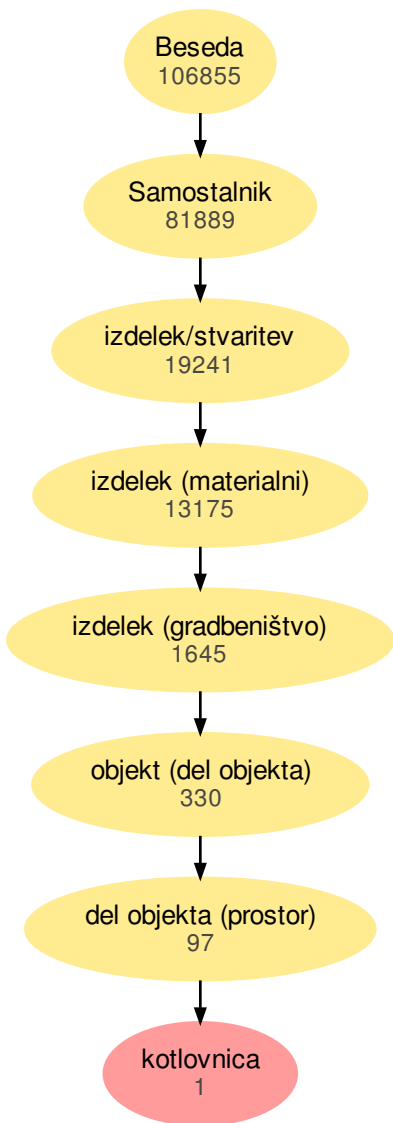 Beseda
106855
Samostalnik
81889
izdelek/stvaritev
19241
izdelek (materialni)
13175
izdelek (gradbeništvo)
1645
objekt (del objekta)
330
del objekta (prostor)
97
kotlovnica
1